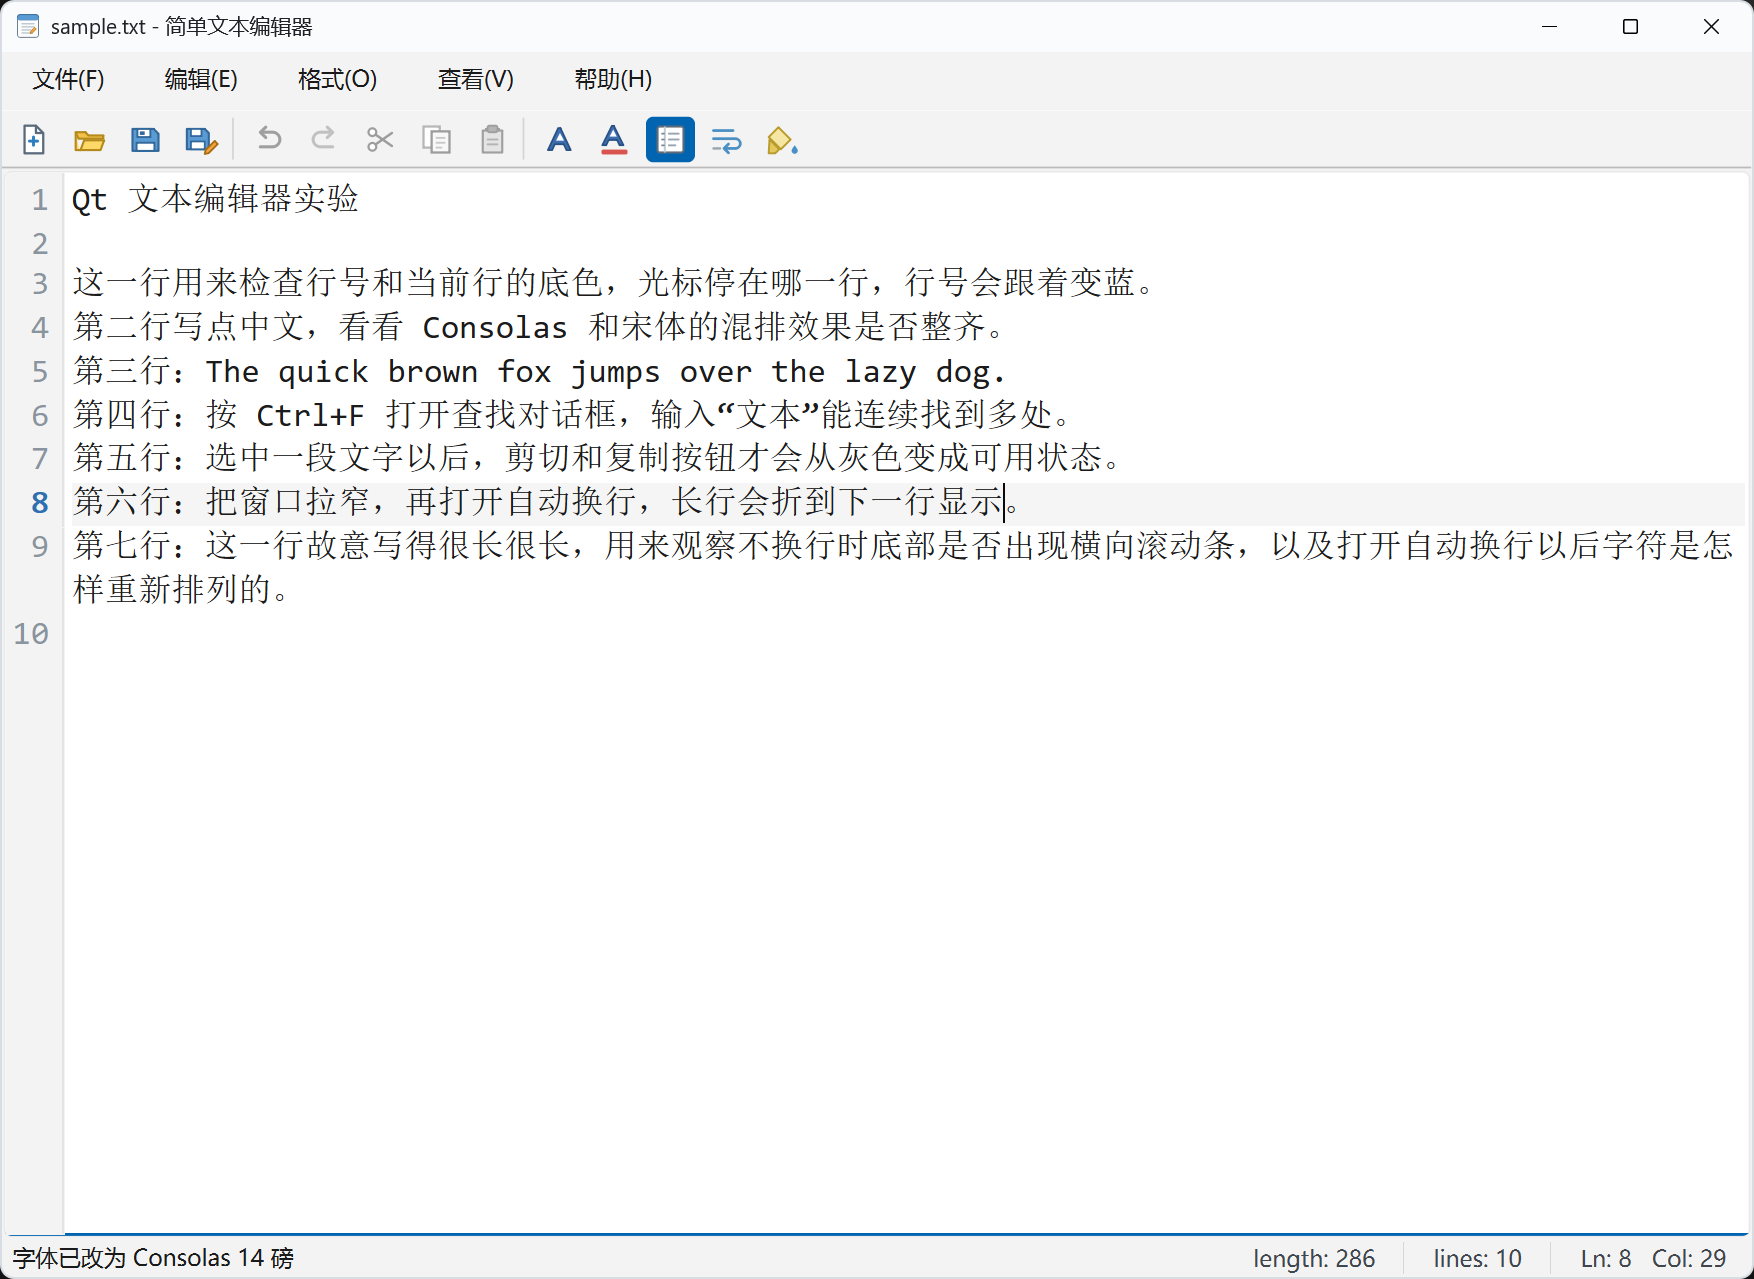 sample.txt - 简单文本编辑器
文件(F) 编辑(E) 格式(O) 查看(V) 帮助(H)
1 Qt 文本编辑器实验
2
3 这一行用来检查行号和当前行的底色，光标停在哪一行，行号会跟着变蓝。
4 第二行写点中文，看看 Consolas 和宋体的混排效果是否整齐。
5 第三行：The quick brown fox jumps over the lazy dog.
6 第四行：按 Ctrl+F 打开查找对话框，输入“文本”能连续找到多处。
7 第五行：选中一段文字以后，剪切和复制按钮才会从灰色变成可用状态。
8 第六行：把窗口拉窄，再打开自动换行，长行会折到下一行显示。
9 第七行：这一行故意写得很长很长，用来观察不换行时底部是否出现横向滚动条，以及打开自动换行以后字符是怎
样重新排列的。
10
字体已改为 Consolas 14 磅 length: 286 lines: 10 Ln: 8 Col: 29